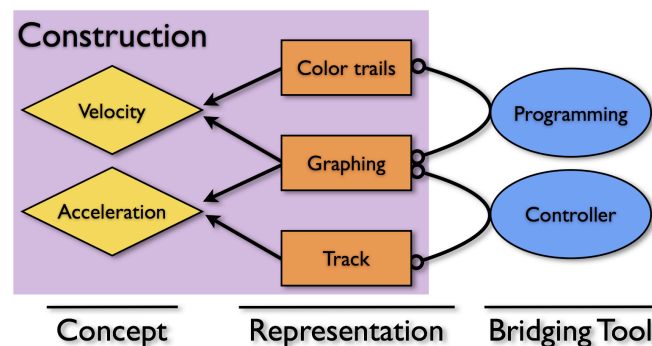 Construction
Color trails
Velocity
Programming
Graphing
Acceleration
Controller
Track
Concept
Representation
Bridging Tool